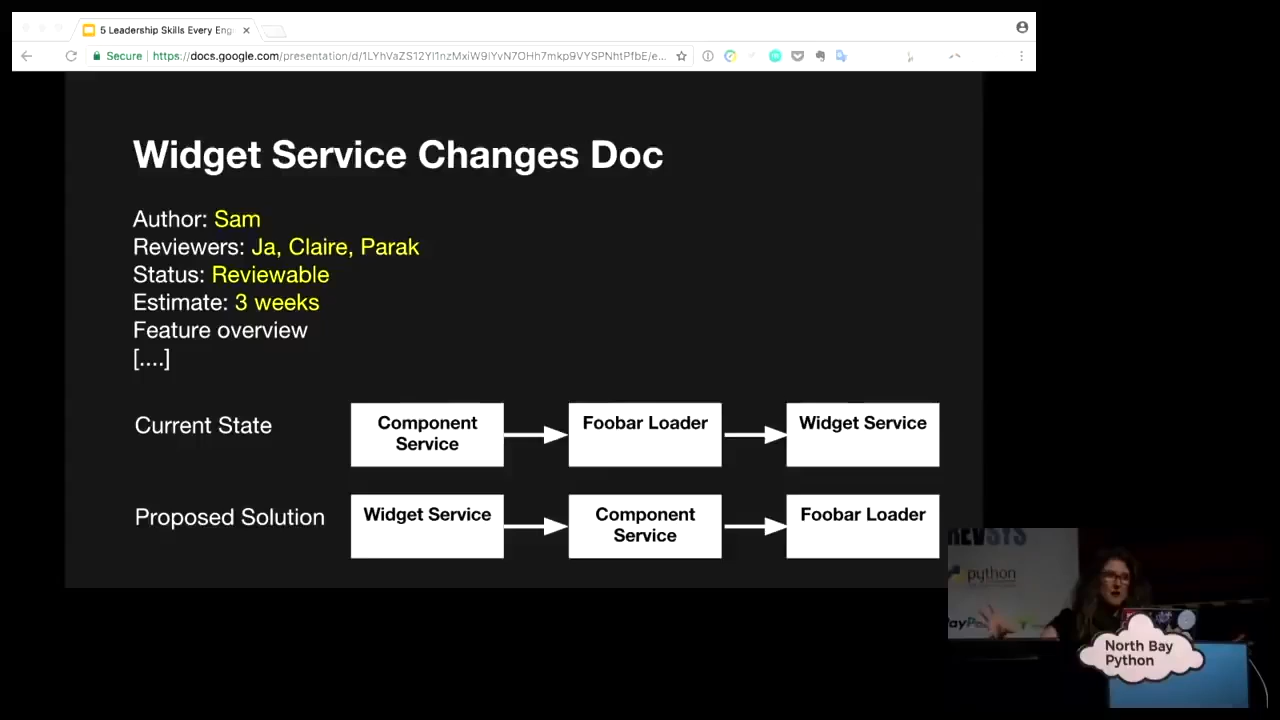 5 Leadership Skills Every Eng
Secure
https://docs.google.com/presentation/d/1LYhVaZS12Yl1nzMxiW9lYvN7OHh7mkp9VYSPNhtPfbE/e...
Widget Service Changes Doc
Author: Sam
Reviewers: Ja, Claire, Parak
Status: Reviewable
Estimate: 3 weeks
Feature overview
[....]
Current State
Component
Service
Foobar Loader
Widget Service
Proposed Solution
Widget Service
Component
Service
Foobar Loader
REVSYS
python
PayPal
North Bay
Python